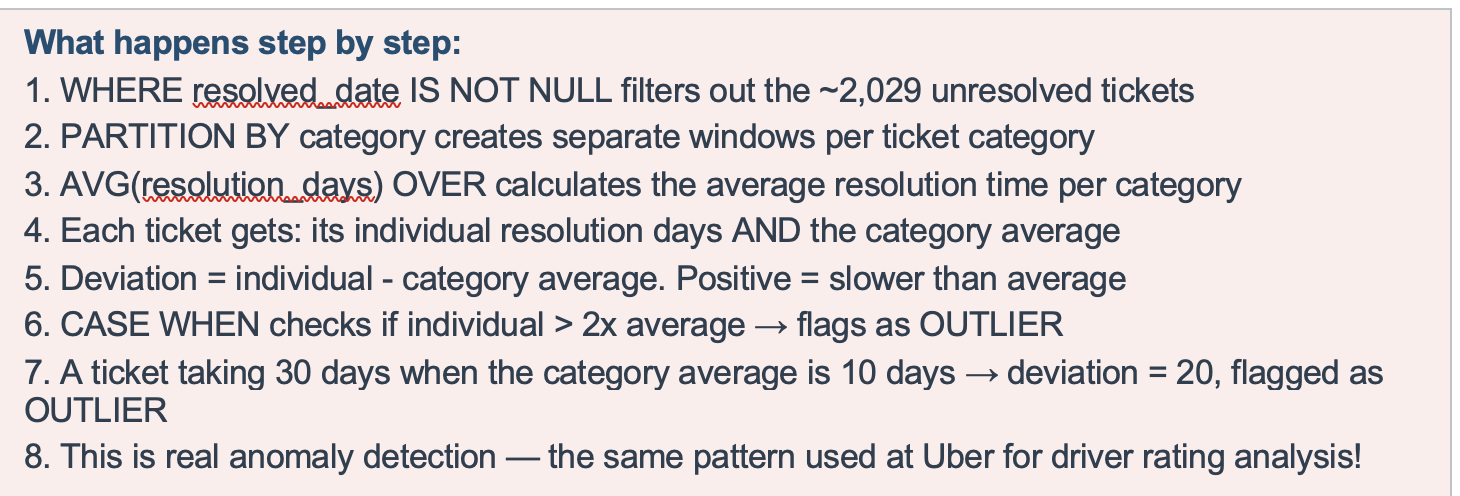 What happens step by step:
1. WHERE resolved_date IS NOT NULL filters out the ~2,029 unresolved tickets
2. PARTITION BY category creates separate windows per ticket category
3. AVG(resolution_days) OVER calculates the average resolution time per category
4. Each ticket gets: its individual resolution days AND the category average
5. Deviation = individual - category average. Positive = slower than average
6. CASE WHEN checks if individual > 2x average → flags as OUTLIER
7. A ticket taking 30 days when the category average is 10 days → deviation = 20, flagged as
OUTLIER
8. This is real anomaly detection — the same pattern used at Uber for driver rating analysis!